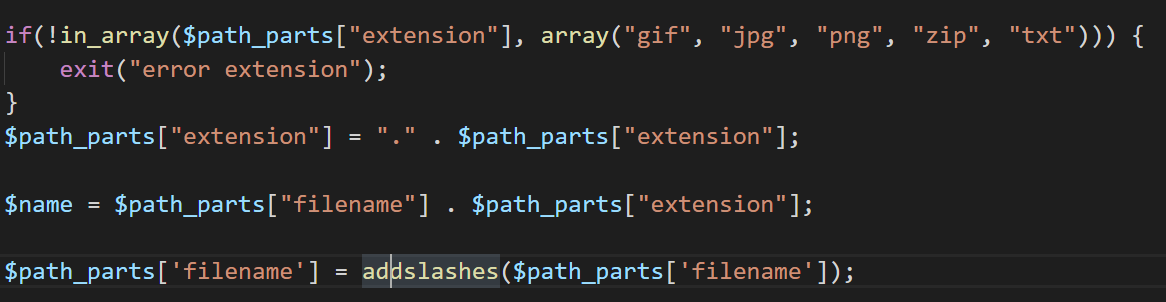 if(!in_array($path_parts["extension"], array("gif", "jpg", "png", "zip", "txt"))) {
    exit("error extension");
}
$path_parts["extension"] = "." . $path_parts["extension"];
$name = $path_parts["filename"] . $path_parts["extension"];
$path_parts['filename'] = addslashes($path_parts['filename']);